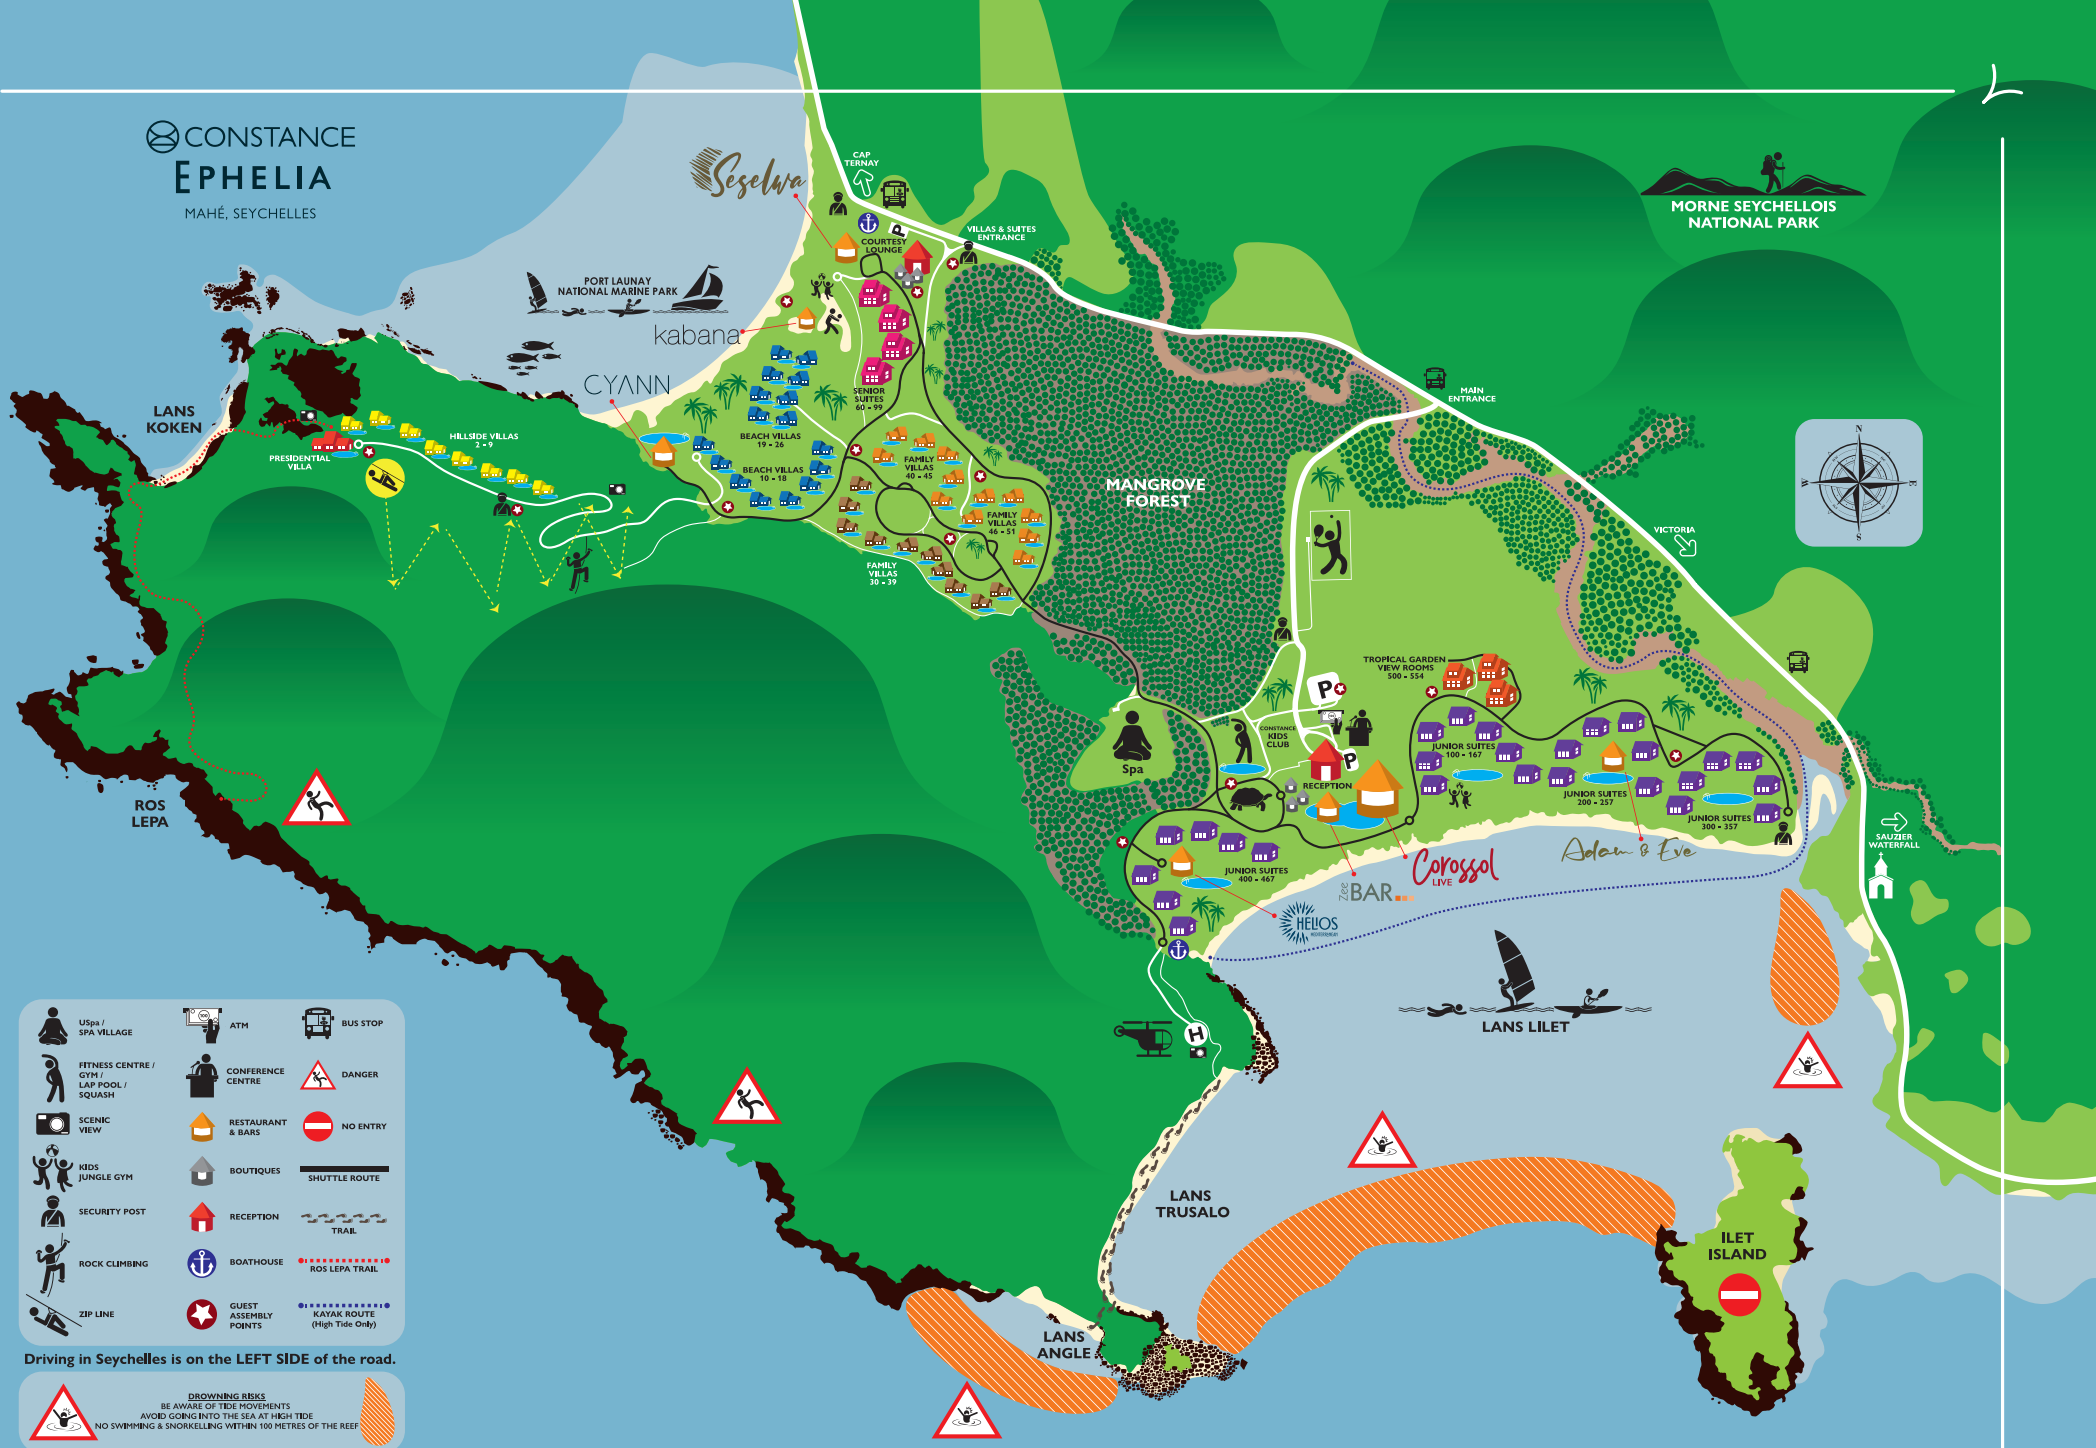 CONSTANCE
EPHELIA
MAHÉ, SEYCHELLES
Seselwa
CAP
TERNAY
P
COURTESY
LOUNGE
VILLAS & SUITES
ENTRANCE
MORNE SEYCHELLOIS
NATIONAL PARK
PORT LAUNAY
NATIONAL MARINE PARK
kabana
CYANN
LANS
KOKEN
PRESIDENTIAL
VILLA
HILLSIDE VILLAS
2 - 9
SENIOR
SUITES
60 - 99
BEACH VILLAS
19 - 26
BEACH VILLAS
10 - 18
FAMILY
VILLAS
40 - 45
FAMILY
VILLAS
46 - 51
FAMILY
VILLAS
30 - 39
MANGROVE
FOREST
MAIN
ENTRANCE
N
W
E
S
VICTORIA
TROPICAL GARDEN
VIEW ROOMS
500 - 554
P
Spa
CONSTANCE
KIDS
CLUB
P
RECEPTION
JUNIOR SUITES
100 - 167
JUNIOR SUITES
200 - 257
JUNIOR SUITES
300 - 357
JUNIOR SUITES
400 - 467
SAUZIER
WATERFALL
Adam & Eve
Corossol
LIVE
Zee BAR
HELIOS
ROS
LEPA
H
LANS LILET
LANS
TRUSALO
LANS
ANGLE
ILET
ISLAND
USpa /
SPA VILLAGE
FITNESS CENTRE /
GYM /
LAP POOL /
SQUASH
SCENIC
VIEW
KIDS
JUNGLE GYM
SECURITY POST
ROCK CLIMBING
ZIP LINE
100
ATM
CONFERENCE
CENTRE
RESTAURANT
& BARS
BOUTIQUES
RECEPTION
BOATHOUSE
GUEST
ASSEMBLY
POINTS
BUS STOP
DANGER
NO ENTRY
SHUTTLE ROUTE
TRAIL
ROS LEPA TRAIL
KAYAK ROUTE
(High Tide Only)
Driving in Seychelles is on the LEFT SIDE of the road.
DROWNING RISKS
BE AWARE OF TIDE MOVEMENTS
AVOID GOING INTO THE SEA AT HIGH TIDE
NO SWIMMING & SNORKELLING WITHIN 100 METRES OF THE REEF